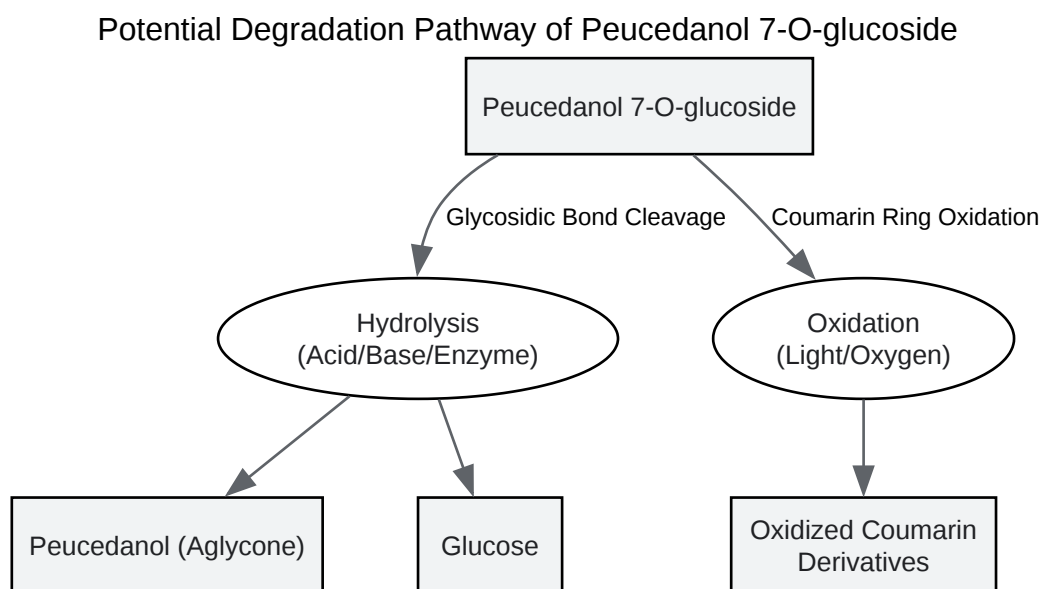 Potential Degradation Pathway of Peucedanol 7-O-glucoside
Peucedanol 7-O-glucoside
Glycosidic Bond Cleavage
Coumarin Ring Oxidation
Hydrolysis
(Acid/Base/Enzyme)
Oxidation
(Light/Oxygen)
Peucedanol (Aglycone)
Glucose
Oxidized Coumarin
Derivatives